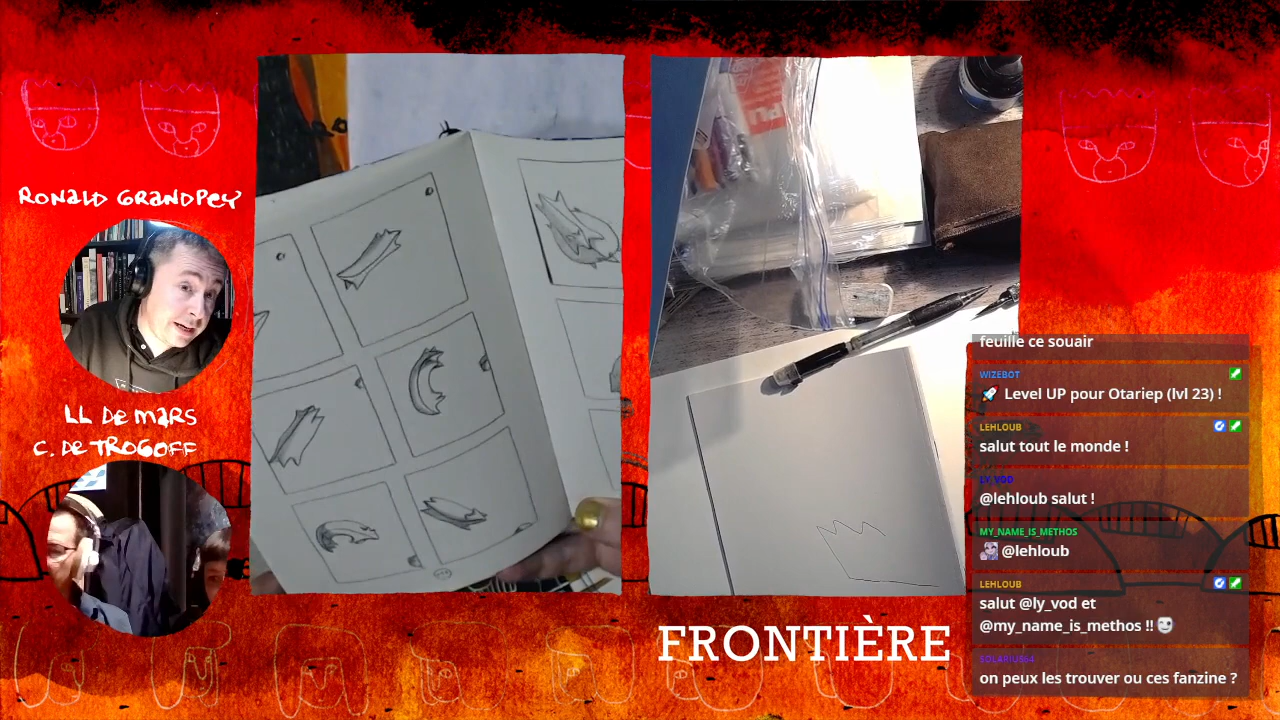 RONALD GRANDPEY
LL DE MARS
C. DE TROGOFF
FRONTIÈRE
feuille ce souair
WIZEBOT
🚀 Level UP pour Otariep (lvl 23) !
LEHLOUB
salut tout le monde !
LY_VOD
@lehloub salut !
MY_NAME_IS_METHOS
@lehloub
LEHLOUB
salut @ly_vod et
@my_name_is_methos !!
SOLARIUS64
on peux les trouver ou ces fanzine ?